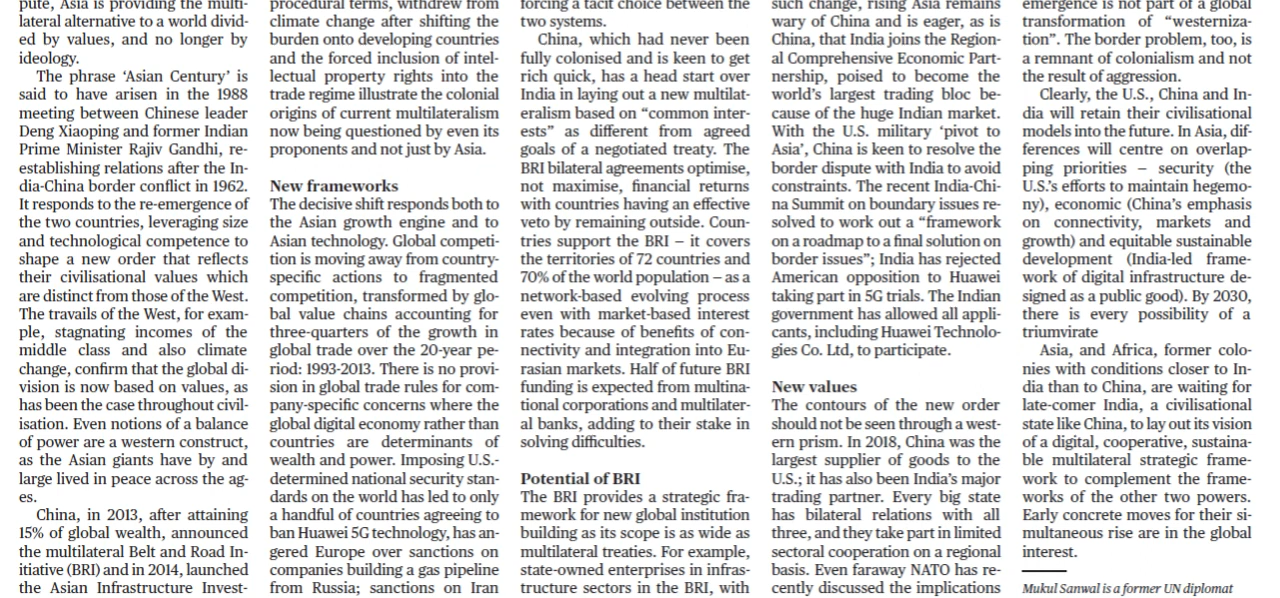 pute, Asia is providing the multi-
lateral alternative to a world divid-
ed by values, and no longer by
ideology.
The phrase ‘Asian Century’ is
said to have arisen in the 1988
meeting between Chinese leader
Deng Xiaoping and former Indian
Prime Minister Rajiv Gandhi, re-
establishing relations after the In-
dia-China border conflict in 1962.
It responds to the re-emergence of
the two countries, leveraging size
and technological competence to
shape a new order that reflects
their civilisational values which
are distinct from those of the West.
The travails of the West, for exam-
ple, stagnating incomes of the
middle class and also climate
change, confirm that the global di-
vision is now based on values, as
has been the case throughout civil-
isation. Even notions of a balance
of power are a western construct,
as the Asian giants have by and
large lived in peace across the ag-
es.
China, in 2013, after attaining
15% of global wealth, announced
the multilateral Belt and Road In-
itiative (BRI) and in 2014, launched
the Asian Infrastructure Invest-
procedural terms, withdrew from
climate change after shifting the
burden onto developing countries
and the forced inclusion of intel-
lectual property rights into the
trade regime illustrate the colonial
origins of current multilateralism
now being questioned by even its
proponents and not just by Asia.
New frameworks
The decisive shift responds both to
the Asian growth engine and to
Asian technology. Global competi-
tion is moving away from country-
specific actions to fragmented
competition, transformed by glo-
bal value chains accounting for
three-quarters of the growth in
global trade over the 20-year pe-
riod: 1993-2013. There is no provi-
sion in global trade rules for com-
pany-specific concerns where the
global digital economy rather than
countries are determinants of
wealth and power. Imposing U.S.-
determined national security stan-
dards on the world has led to only
a handful of countries agreeing to
ban Huawei 5G technology, has an-
gered Europe over sanctions on
companies building a gas pipeline
from Russia; sanctions on Iran
forcing a tacit choice between the
two systems.
China, which had never been
fully colonised and is keen to get
rich quick, has a head start over
India in laying out a new multilat-
eralism based on “common inter-
ests” as different from agreed
goals of a negotiated treaty. The
BRI bilateral agreements optimise,
not maximise, financial returns
with countries having an effective
veto by remaining outside. Coun-
tries support the BRI – it covers
the territories of 72 countries and
70% of the world population – as a
network-based evolving process
even with market-based interest
rates because of benefits of con-
nectivity and integration into Eu-
rasian markets. Half of future BRI
funding is expected from multina-
tional corporations and multilater-
al banks, adding to their stake in
solving difficulties.
Potential of BRI
The BRI provides a strategic fra-
mework for new global institution
building as its scope is as wide as
multilateral treaties. For example,
state-owned enterprises in infras-
tructure sectors in the BRI, with
such change, rising Asia remains
wary of China and is eager, as is
China, that India joins the Region-
al Comprehensive Economic Part-
nership, poised to become the
world’s largest trading bloc be-
cause of the huge Indian market.
With the U.S. military ‘pivot to
Asia’, China is keen to resolve the
border dispute with India to avoid
constraints. The recent India-Chi-
na Summit on boundary issues re-
solved to work out a “framework
on a roadmap to a final solution on
border issues”; India has rejected
American opposition to Huawei
taking part in 5G trials. The Indian
government has allowed all appli-
cants, including Huawei Technolo-
gies Co. Ltd, to participate.
New values
The contours of the new order
should not be seen through a west-
ern prism. In 2018, China was the
largest supplier of goods to the
U.S.; it has also been India’s major
trading partner. Every big state
has bilateral relations with all
three, and they take part in limited
sectoral cooperation on a regional
basis. Even faraway NATO has re-
cently discussed the implications
emergence is not part of a global
transformation of “westerniza-
tion”. The border problem, too, is
a remnant of colonialism and not
the result of aggression.
Clearly, the U.S., China and In-
dia will retain their civilisational
models into the future. In Asia, dif-
ferences will centre on overlap-
ping priorities – security (the
U.S.’s efforts to maintain hegemo-
ny), economic (China’s emphasis
on connectivity, markets and
growth) and equitable sustainable
development (India-led frame-
work of digital infrastructure de-
signed as a public good). By 2030,
there is every possibility of a
triumvirate
Asia, and Africa, former colo-
nies with conditions closer to In-
dia than to China, are waiting for
late-comer India, a civilisational
state like China, to lay out its vision
of a digital, cooperative, sustaina-
ble multilateral strategic frame-
work to complement the frame-
works of the other two powers.
Early concrete moves for their si-
multaneous rise are in the global
interest.
Mukul Sanwal is a former UN diplomat